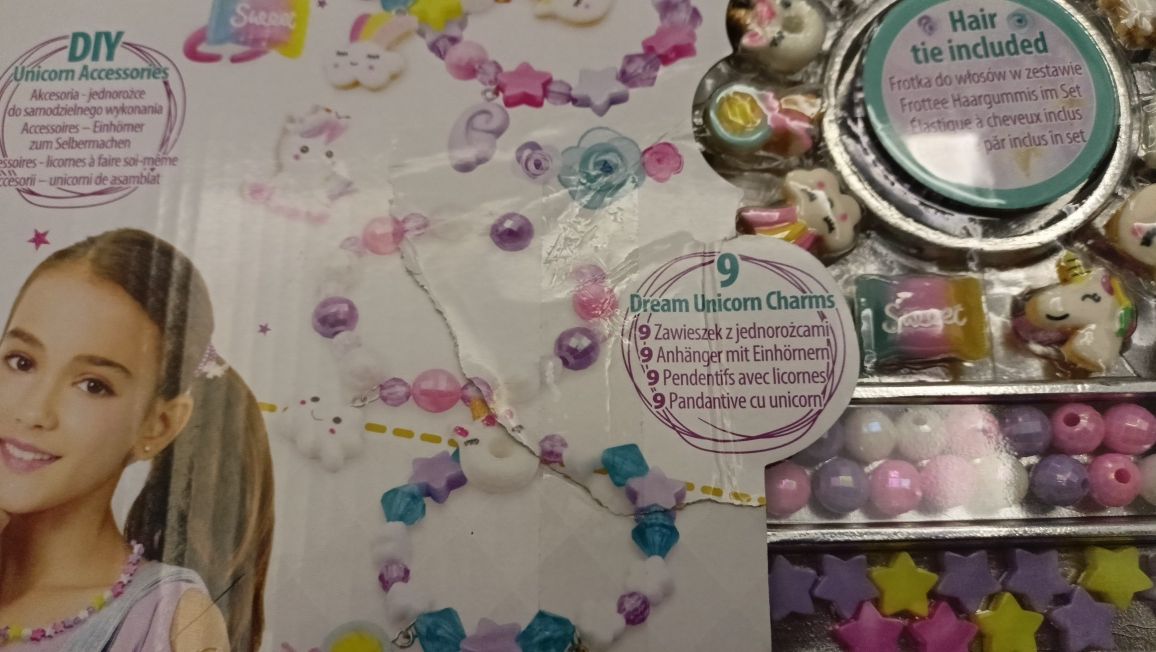 DIY
Unicorn Accessories
Akcesoria - jednorożce
do samodzielnego wykonania
Accessoires – Einhörner
zum Selbermachen
essoires - licornes à faire soi-même
ccesorii – unicorni de asamblat
Sweet
Hair
tie included
Frotka do włosów w zestawie
Frottee Haargummis im Set
Élastique à cheveux inclus
păr inclus in set
9
Dream Unicorn Charms
9 Zawieszek z jednorożcami
9 Anhänger mit Einhörnern
9 Pendentifs avec licornes
9 Pandantive cu unicorn
Sweet